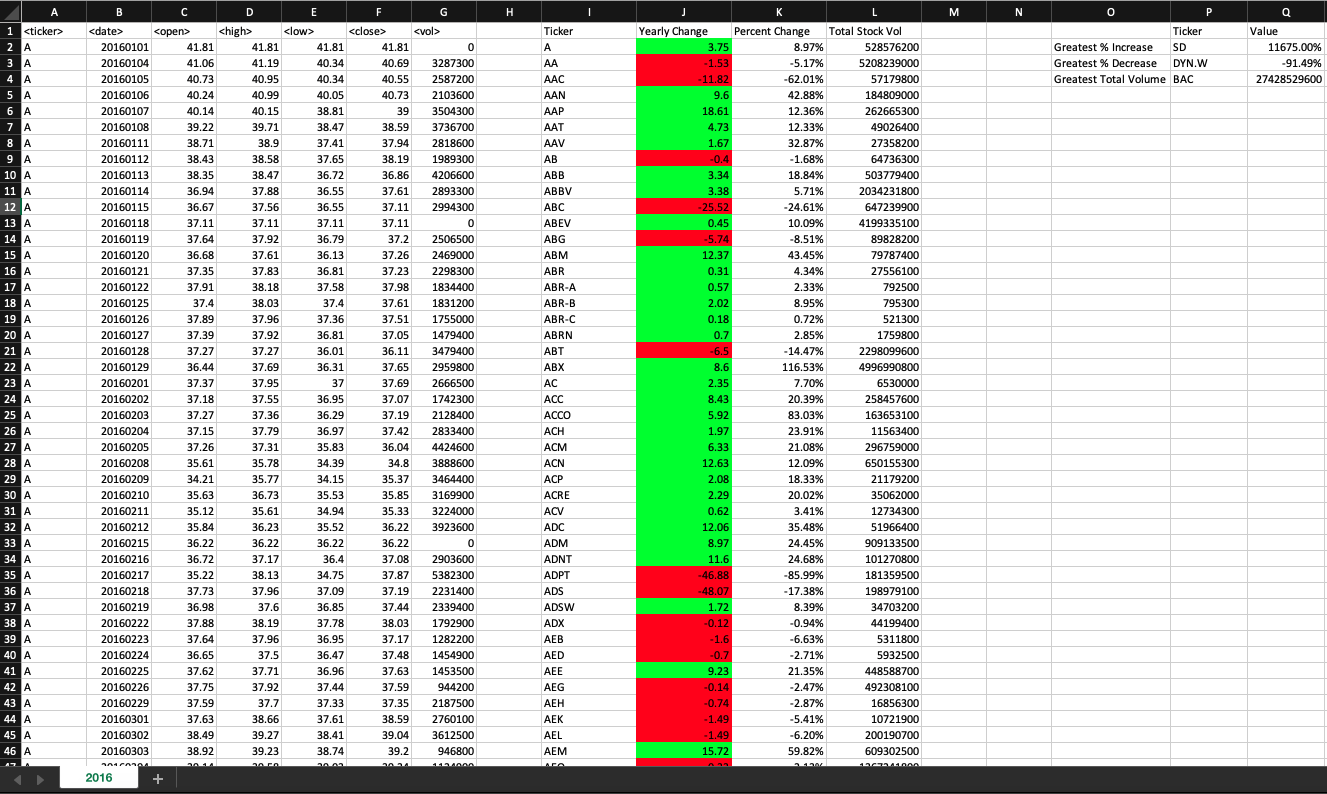 A B C D E F G H I J K L M N O P Q
1 <ticker> <date> <open> <high> <low> <close> <vol> Ticker Yearly Change Percent Change Total Stock Vol Ticker Value
2 A 20160101 41.81 41.81 41.81 41.81 0 A 3.75 8.97% 528576200 Greatest % Increase SD 11675.00%
3 A 20160104 41.06 41.19 40.34 40.69 3287300 AA -1.53 -5.17% 5208239000 Greatest % Decrease DYN.W -91.49%
4 A 20160105 40.73 40.95 40.34 40.55 2587200 AAC -11.82 -62.01% 57179800 Greatest Total Volume BAC 27428529600
5 A 20160106 40.24 40.99 40.05 40.73 2103600 AAN 9.6 42.88% 184809000
6 A 20160107 40.14 40.15 38.81 39 3504300 AAP 18.61 12.36% 262665300
7 A 20160108 39.22 39.71 38.47 38.59 3736700 AAT 4.73 12.33% 49026400
8 A 20160111 38.71 38.9 37.41 37.94 2818600 AAV 1.67 32.87% 27358200
9 A 20160112 38.43 38.58 37.65 38.19 1989300 AB -0.4 -1.68% 64736300
10 A 20160113 38.35 38.47 36.72 36.86 4206600 ABB 3.34 18.84% 503779400
11 A 20160114 36.94 37.88 36.55 37.61 2893300 ABBV 3.38 5.71% 2034231800
12 A 20160115 36.67 37.56 36.55 37.11 2994300 ABC -25.52 -24.61% 647239900
13 A 20160118 37.11 37.11 37.11 37.11 0 ABEV 0.45 10.09% 4199335100
14 A 20160119 37.64 37.92 36.79 37.2 2506500 ABG -5.74 -8.51% 89828200
15 A 20160120 36.68 37.61 36.13 37.26 2469000 ABM 12.37 43.45% 79787400
16 A 20160121 37.35 37.83 36.81 37.23 2298300 ABR 0.31 4.34% 27556100
17 A 20160122 37.91 38.18 37.58 37.98 1834400 ABR-A 0.57 2.33% 792500
18 A 20160125 37.4 38.03 37.4 37.61 1831200 ABR-B 2.02 8.95% 795300
19 A 20160126 37.89 37.96 37.36 37.51 1755000 ABR-C 0.18 0.72% 521300
20 A 20160127 37.39 37.92 36.81 37.05 1479400 ABRN 0.7 2.85% 1759800
21 A 20160128 37.27 37.27 36.01 36.11 3479400 ABT -6.5 -14.47% 2298099600
22 A 20160129 36.44 37.69 36.31 37.65 2959800 ABX 8.6 116.53% 4996990800
23 A 20160201 37.37 37.95 37 37.69 2666500 AC 2.35 7.70% 6530000
24 A 20160202 37.18 37.55 36.95 37.07 1742300 ACC 8.43 20.39% 258457600
25 A 20160203 37.27 37.36 36.29 37.19 2128400 ACCO 5.92 83.03% 163653100
26 A 20160204 37.15 37.79 36.97 37.42 2833400 ACH 1.97 23.91% 11563400
27 A 20160205 37.26 37.31 35.83 36.04 4424600 ACM 6.33 21.08% 296759000
28 A 20160208 35.61 35.78 34.39 34.8 3888600 ACN 12.63 12.09% 650155300
29 A 20160209 34.21 35.77 34.15 35.37 3464400 ACP 2.08 18.33% 21179200
30 A 20160210 35.63 36.73 35.53 35.85 3169900 ACRE 2.29 20.02% 35062000
31 A 20160211 35.12 35.61 34.94 35.33 3224000 ACV 0.62 3.41% 12734300
32 A 20160212 35.84 36.23 35.52 36.22 3923600 ADC 12.06 35.48% 51966400
33 A 20160215 36.22 36.22 36.22 36.22 0 ADM 8.97 24.45% 909133500
34 A 20160216 36.72 37.17 36.4 37.08 2903600 ADNT 11.6 24.68% 101270800
35 A 20160217 35.22 38.13 34.75 37.87 5382300 ADPT -46.88 -85.99% 181359500
36 A 20160218 37.73 37.96 37.09 37.19 2231400 ADS -48.07 -17.38% 198979100
37 A 20160219 36.98 37.6 36.85 37.44 2339400 ADSW 1.72 8.39% 34703200
38 A 20160222 37.88 38.19 37.78 38.03 1792900 ADX -0.12 -0.94% 44199400
39 A 20160223 37.64 37.96 36.95 37.17 1282200 AEB -1.6 -6.63% 5311800
40 A 20160224 36.65 37.5 36.47 37.48 1454900 AED -0.7 -2.71% 5932500
41 A 20160225 37.62 37.71 36.96 37.63 1453500 AEE 9.23 21.35% 448588700
42 A 20160226 37.75 37.92 37.44 37.59 944200 AEG -0.14 -2.47% 492308100
43 A 20160229 37.59 37.7 37.33 37.35 2187500 AEH -0.74 -2.87% 16856300
44 A 20160301 37.63 38.66 37.61 38.59 2760100 AEK -1.49 -5.41% 10721900
45 A 20160302 38.49 39.27 38.41 39.04 3612500 AEL -1.49 -6.20% 200190700
46 A 20160303 38.92 39.23 38.74 39.2 946800 AEM 15.72 59.82% 609302500
2016